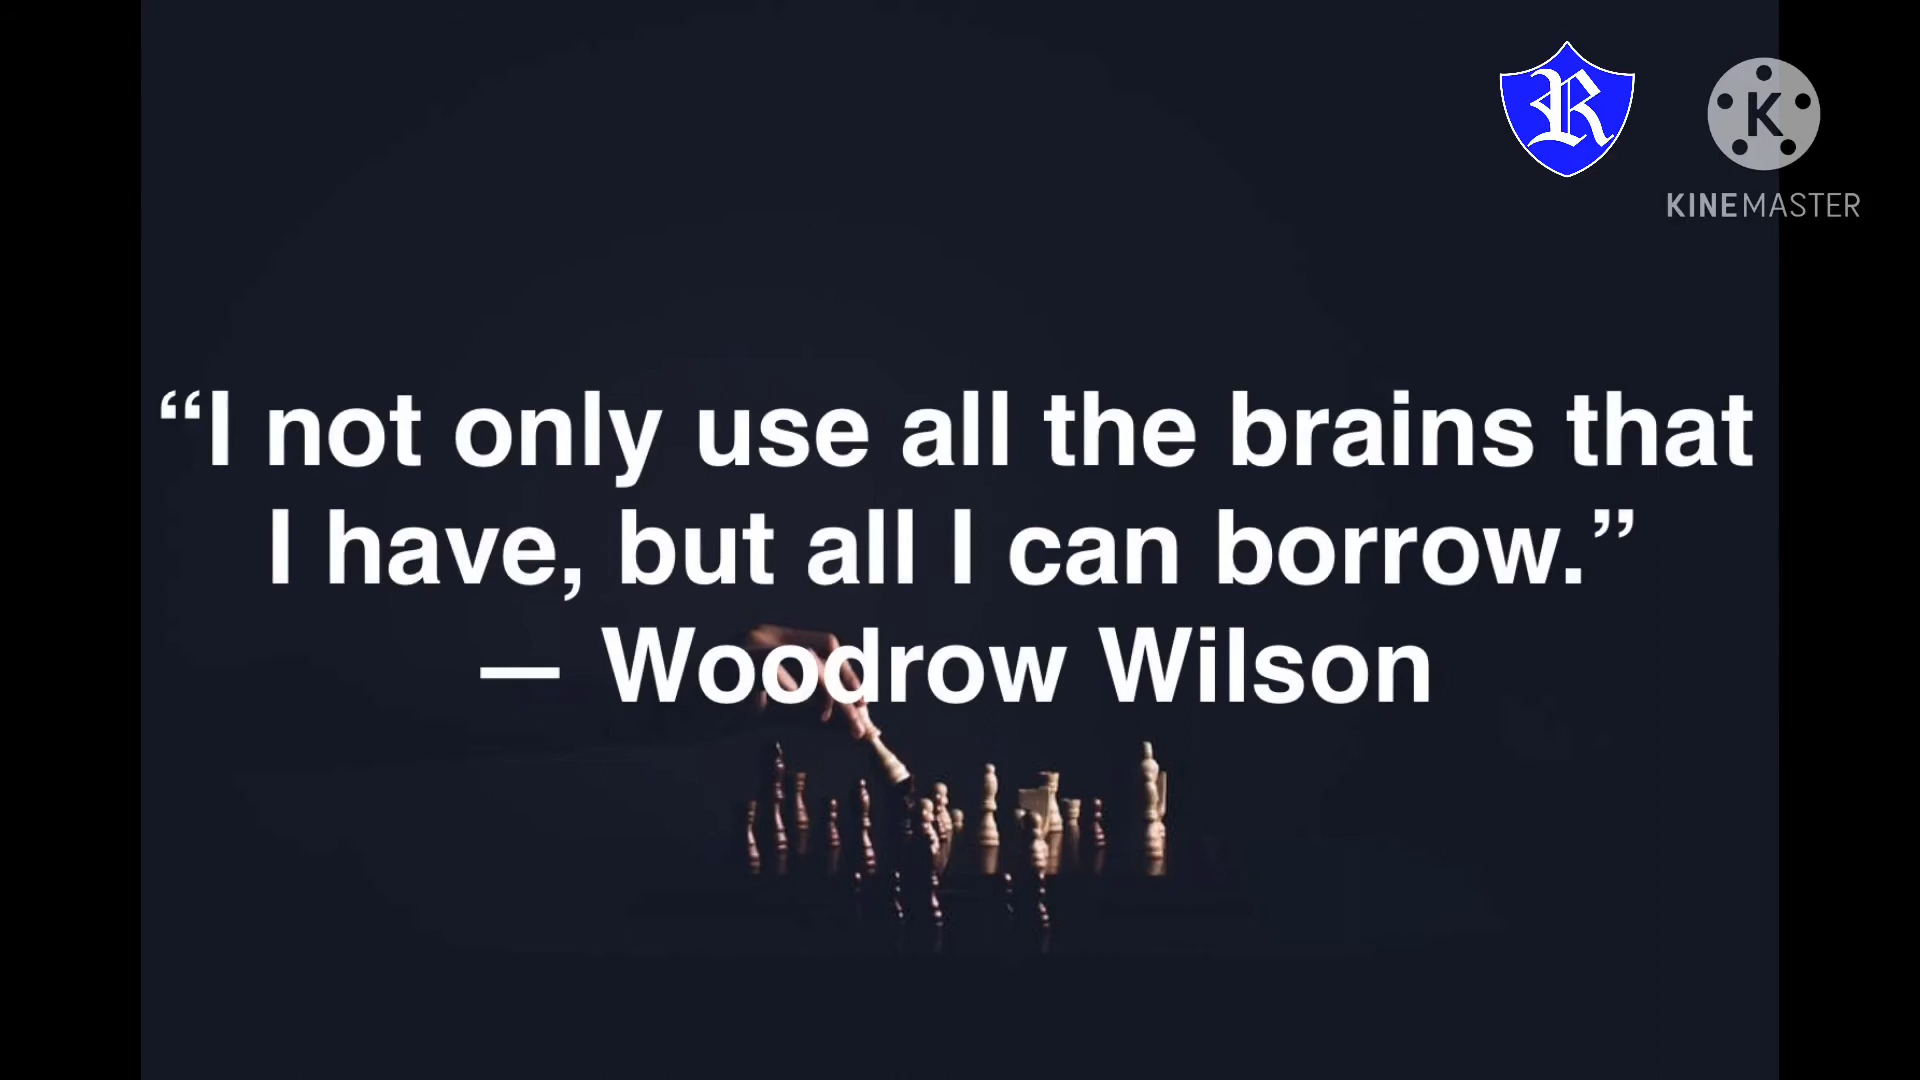 R
K
KINEMASTER
“I not only use all the brains that
I have, but all I can borrow.”
— Woodrow Wilson